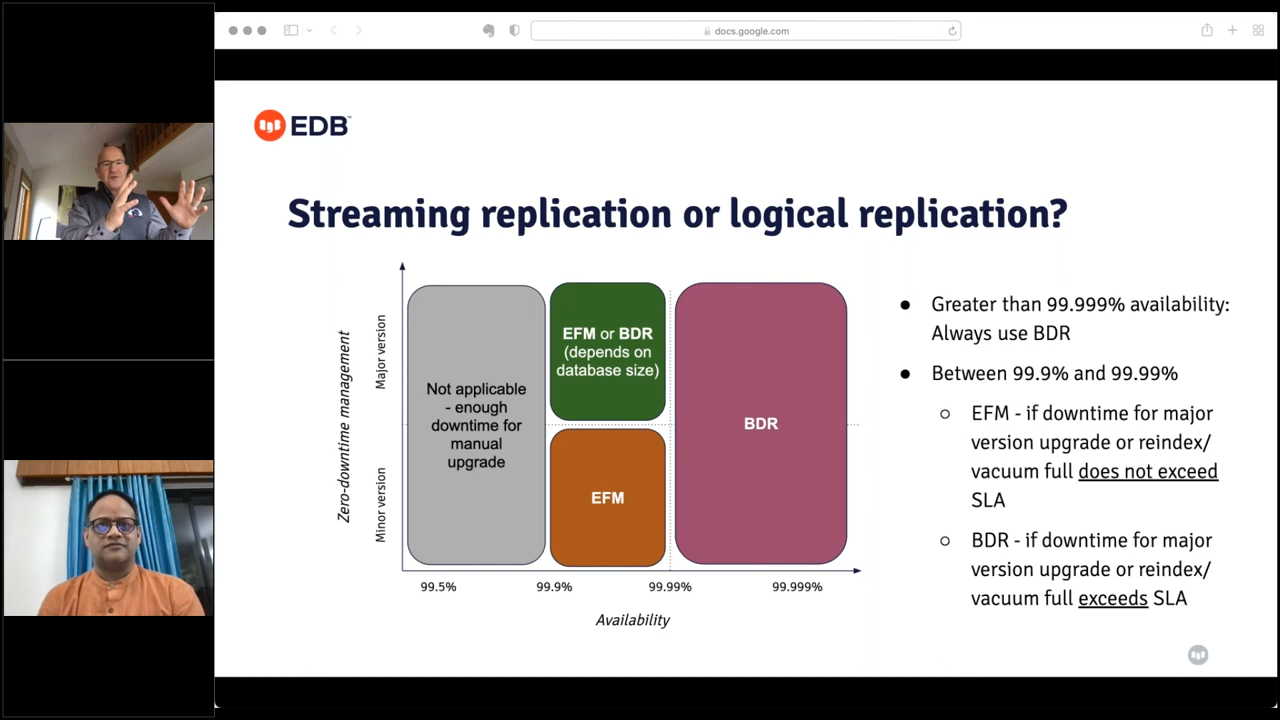 docs.google.com
EDB
Streaming replication or logical replication?
Zero-downtime management
Major version
Minor version
Not applicable
- enough
downtime for
manual
upgrade
EFM or BDR
(depends on
database size)
EFM
BDR
99.5%
99.9%
99.99%
99.999%
Availability
● Greater than 99.999% availability:
Always use BDR
● Between 99.9% and 99.99%
○ EFM - if downtime for major
version upgrade or reindex/
vacuum full does not exceed
SLA
○ BDR - if downtime for major
version upgrade or reindex/
vacuum full exceeds SLA